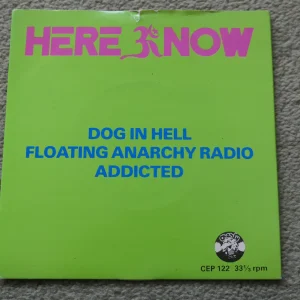 HERE & NOW
DOG IN HELL
FLOATING ANARCHY RADIO
ADDICTED
CEP 122 33⅓ rpm